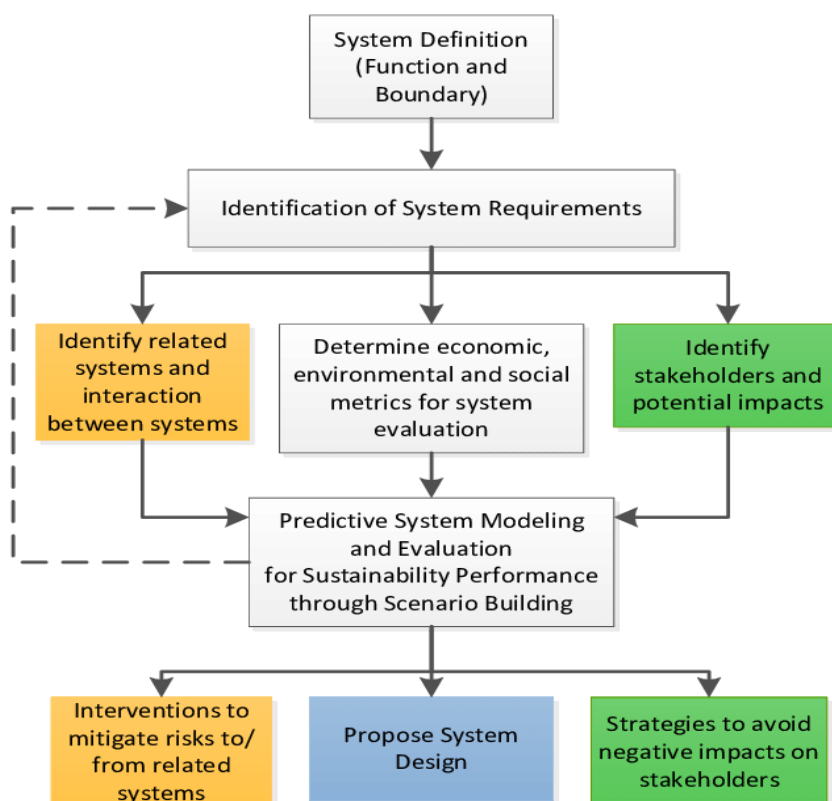 System Definition
(Function and
Boundary)
Identification of System Requirements
Identify related
systems and
interaction
between systems
Determine economic,
environmental and social
metrics for system
evaluation
Identify
stakeholders and
potential impacts
Predictive System Modeling
and Evaluation
for Sustainability Performance
through Scenario Building
Interventions to
mitigate risks to/
from related
systems
Propose System
Design
Strategies to avoid
negative impacts on
stakeholders